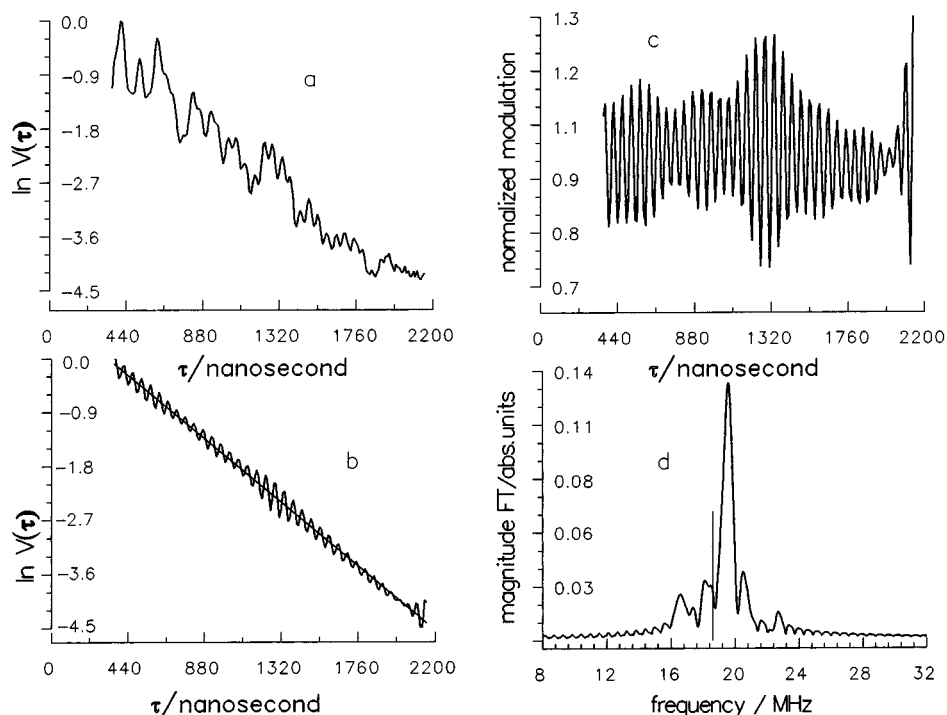 0.0
-0.9
-1.8
-2.7
-3.6
-4.5
ln V(τ)
a
0 440 880 1320 1760 2200
τ/nanosecond
1.3
1.2
1.1
1.0
0.9
0.8
0.7
normalized modulation
c
0 440 880 1320 1760 2200
τ/nanosecond
0.0
-0.9
-1.8
-2.7
-3.6
-4.5
ln V(τ)
b
0 440 880 1320 1760 2200
τ/nanosecond
0.14
0.11
0.08
0.06
0.03
magnitude FT/abs.units
d
8 12 16 20 24 28 32
frequency / MHz